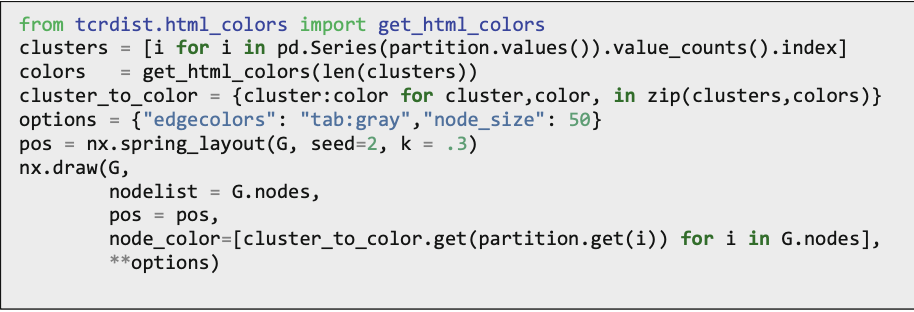 from tcrdist.html_colors import get_html_colors
clusters = [i for i in pd.Series(partition.values()).value_counts().index]
colors   = get_html_colors(len(clusters))
cluster_to_color = {cluster:color for cluster,color, in zip(clusters,colors)}
options = {"edgecolors": "tab:gray","node_size": 50}
pos = nx.spring_layout(G, seed=2, k = .3)
nx.draw(G,
        nodelist = G.nodes,
        pos = pos,
        node_color=[cluster_to_color.get(partition.get(i)) for i in G.nodes],
        **options)